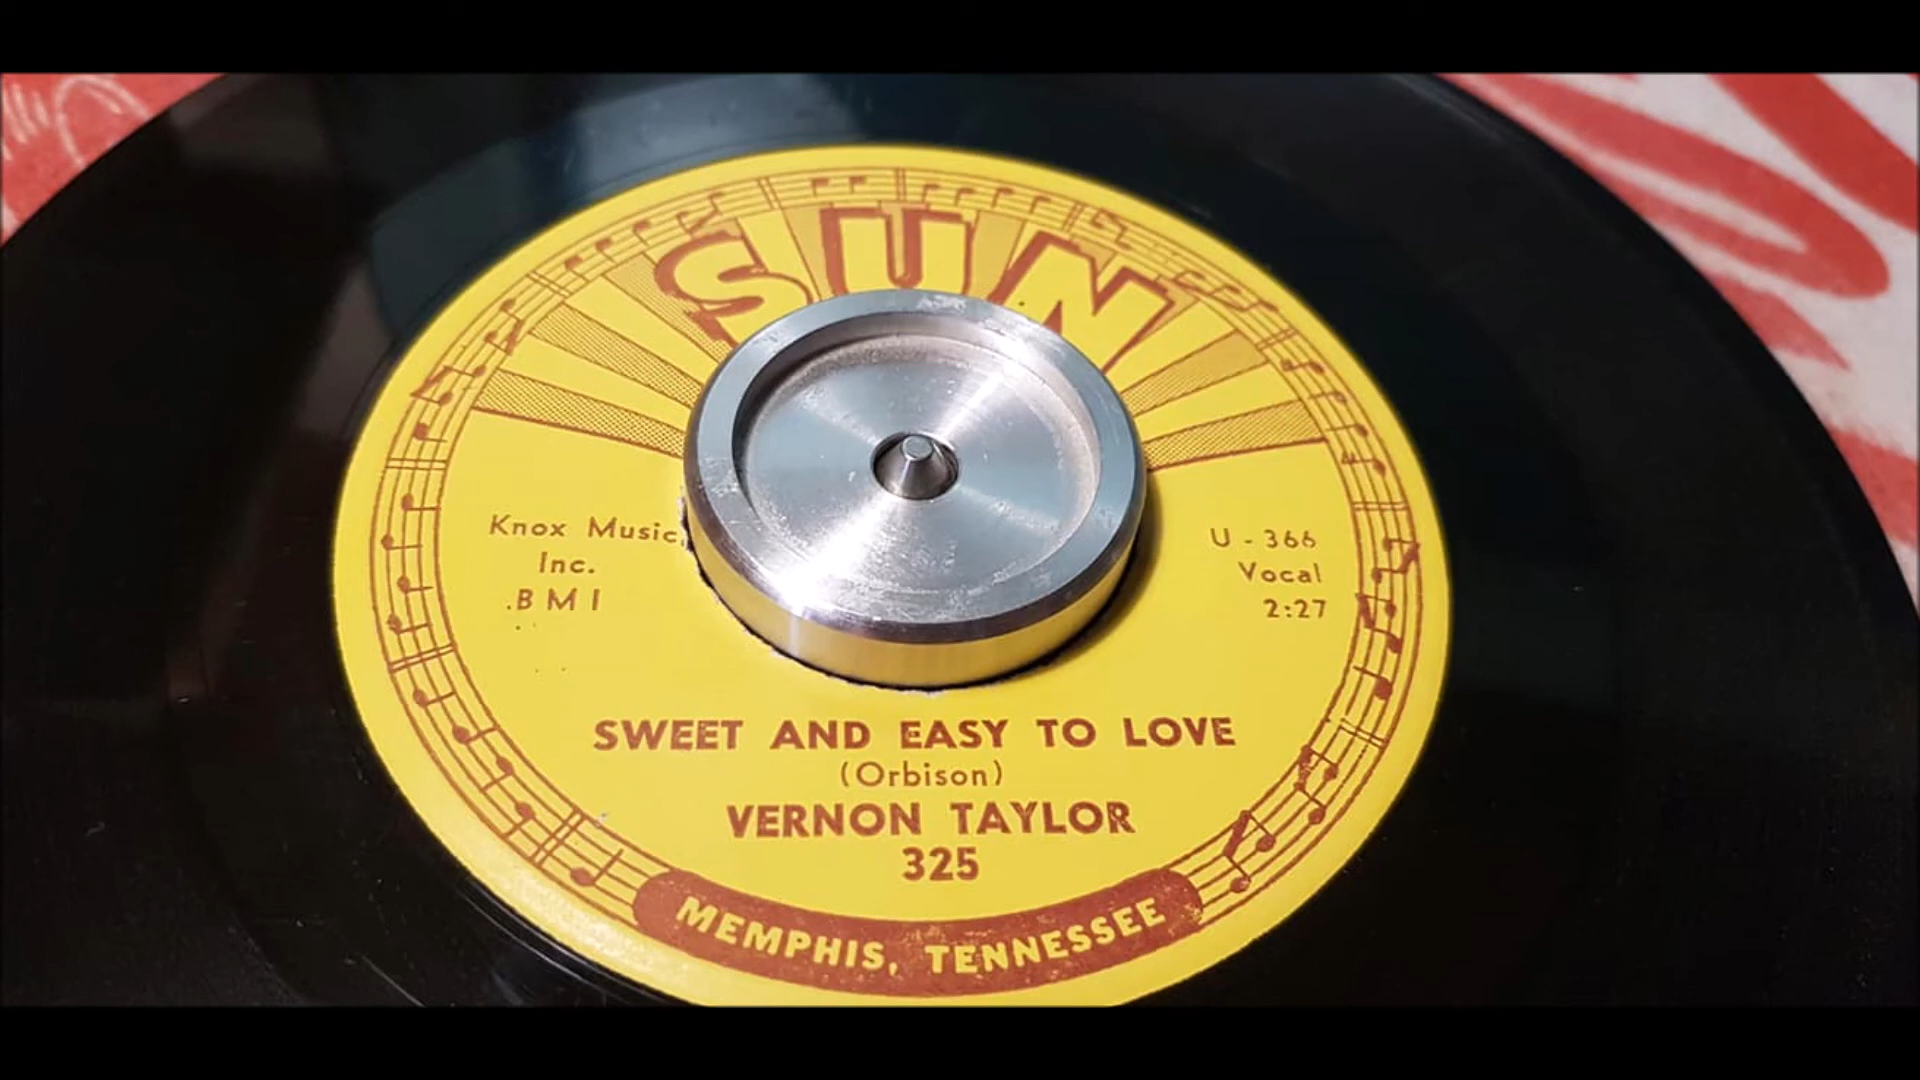 SUN
Knox Music,
Inc.
BMI
U - 366
Vocal
2:27
SWEET AND EASY TO LOVE
(Orbison)
VERNON TAYLOR
325
MEMPHIS, TENNESSEE